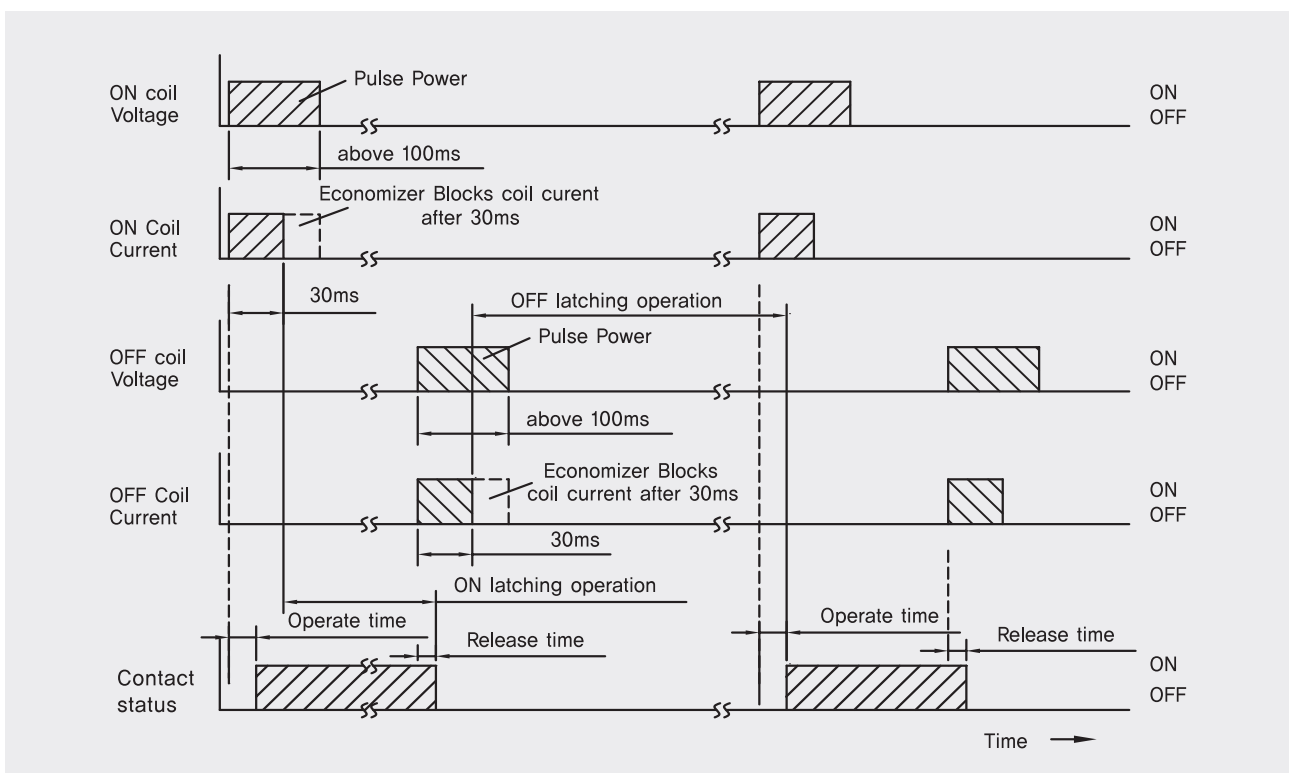 ON coil
Voltage
Pulse Power
ON
OFF
above 100ms
Economizer Blocks coil curent
after 30ms
ON Coil
Current
ON
OFF
30ms
OFF latching operation
Pulse Power
OFF coil
Voltage
ON
OFF
above 100ms
Economizer Blocks
coil current after 30ms
OFF Coil
Current
ON
OFF
30ms
ON latching operation
Operate time
Release time
Operate time
Release time
Contact
status
ON
OFF
Time